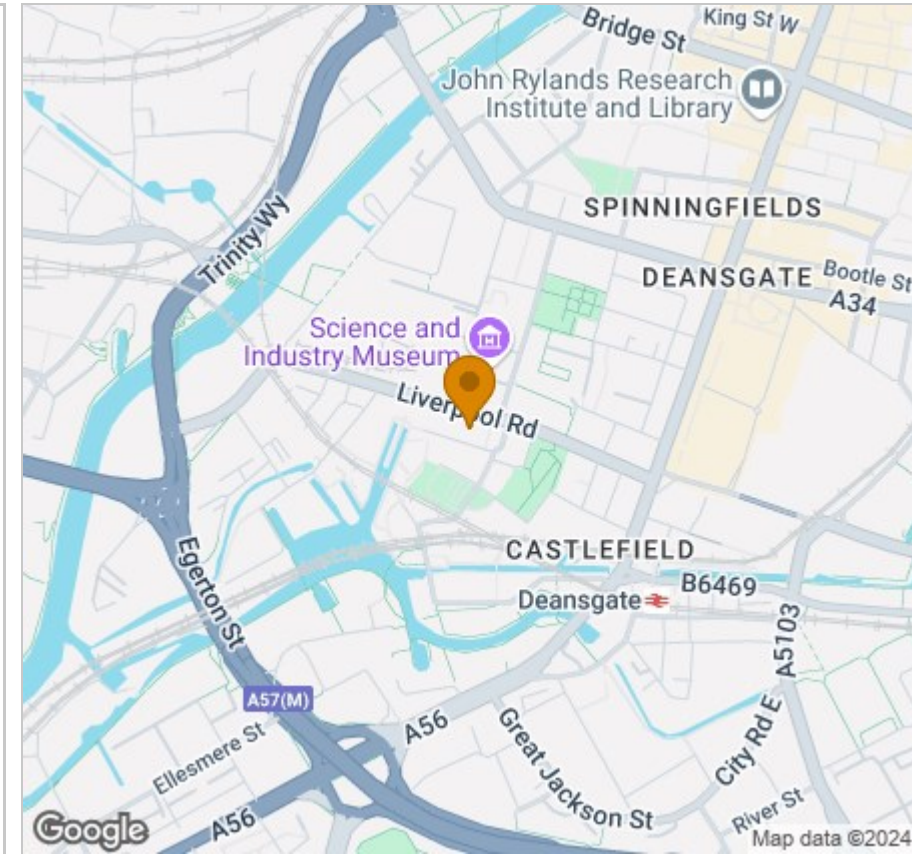 Bridge St
King St W
John Rylands Research
Institute and Library
SPINNINGFIELDS
Trinity Wy
DEANSGATE
Bootle St
A34
Science and
Industry Museum
Liverpool Rd
CASTLEFIELD
Egerton St
Deansgate
B6469
A5103
A57(M)
Ellesmere St
A56
Great Jackson St
City Rd E
River St
A56
Google
Map data ©2024